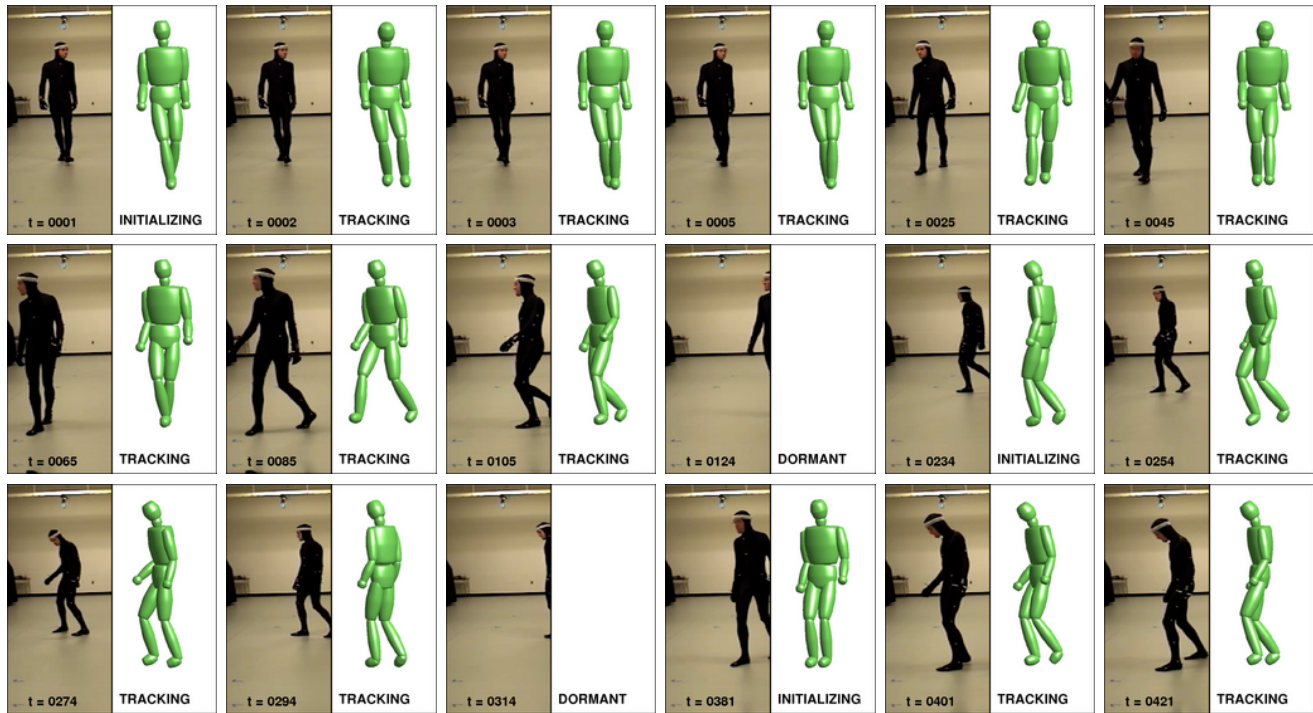 t = 0001 INITIALIZING
t = 0002 TRACKING
t = 0003 TRACKING
t = 0005 TRACKING
t = 0025 TRACKING
t = 0045 TRACKING
t = 0065 TRACKING
t = 0085 TRACKING
t = 0105 TRACKING
t = 0124 DORMANT
t = 0234 INITIALIZING
t = 0254 TRACKING
t = 0274 TRACKING
t = 0294 TRACKING
t = 0314 DORMANT
t = 0381 INITIALIZING
t = 0401 TRACKING
t = 0421 TRACKING